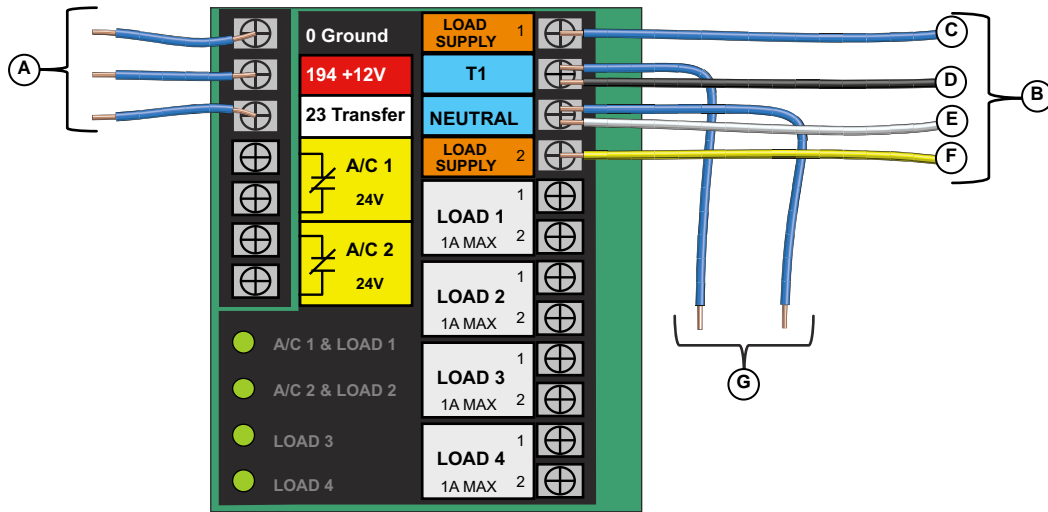 A
0 Ground
194 +12V
23 Transfer
A/C 1
24V
A/C 2
24V
A/C 1 & LOAD 1
A/C 2 & LOAD 2
LOAD 3
LOAD 4
LOAD
SUPPLY 1
T1
NEUTRAL
LOAD
SUPPLY 2
1
LOAD 1
1A MAX 2
1
LOAD 2
1A MAX 2
1
LOAD 3
1A MAX 2
1
LOAD 4
1A MAX 2
C
D
E
F
B
G